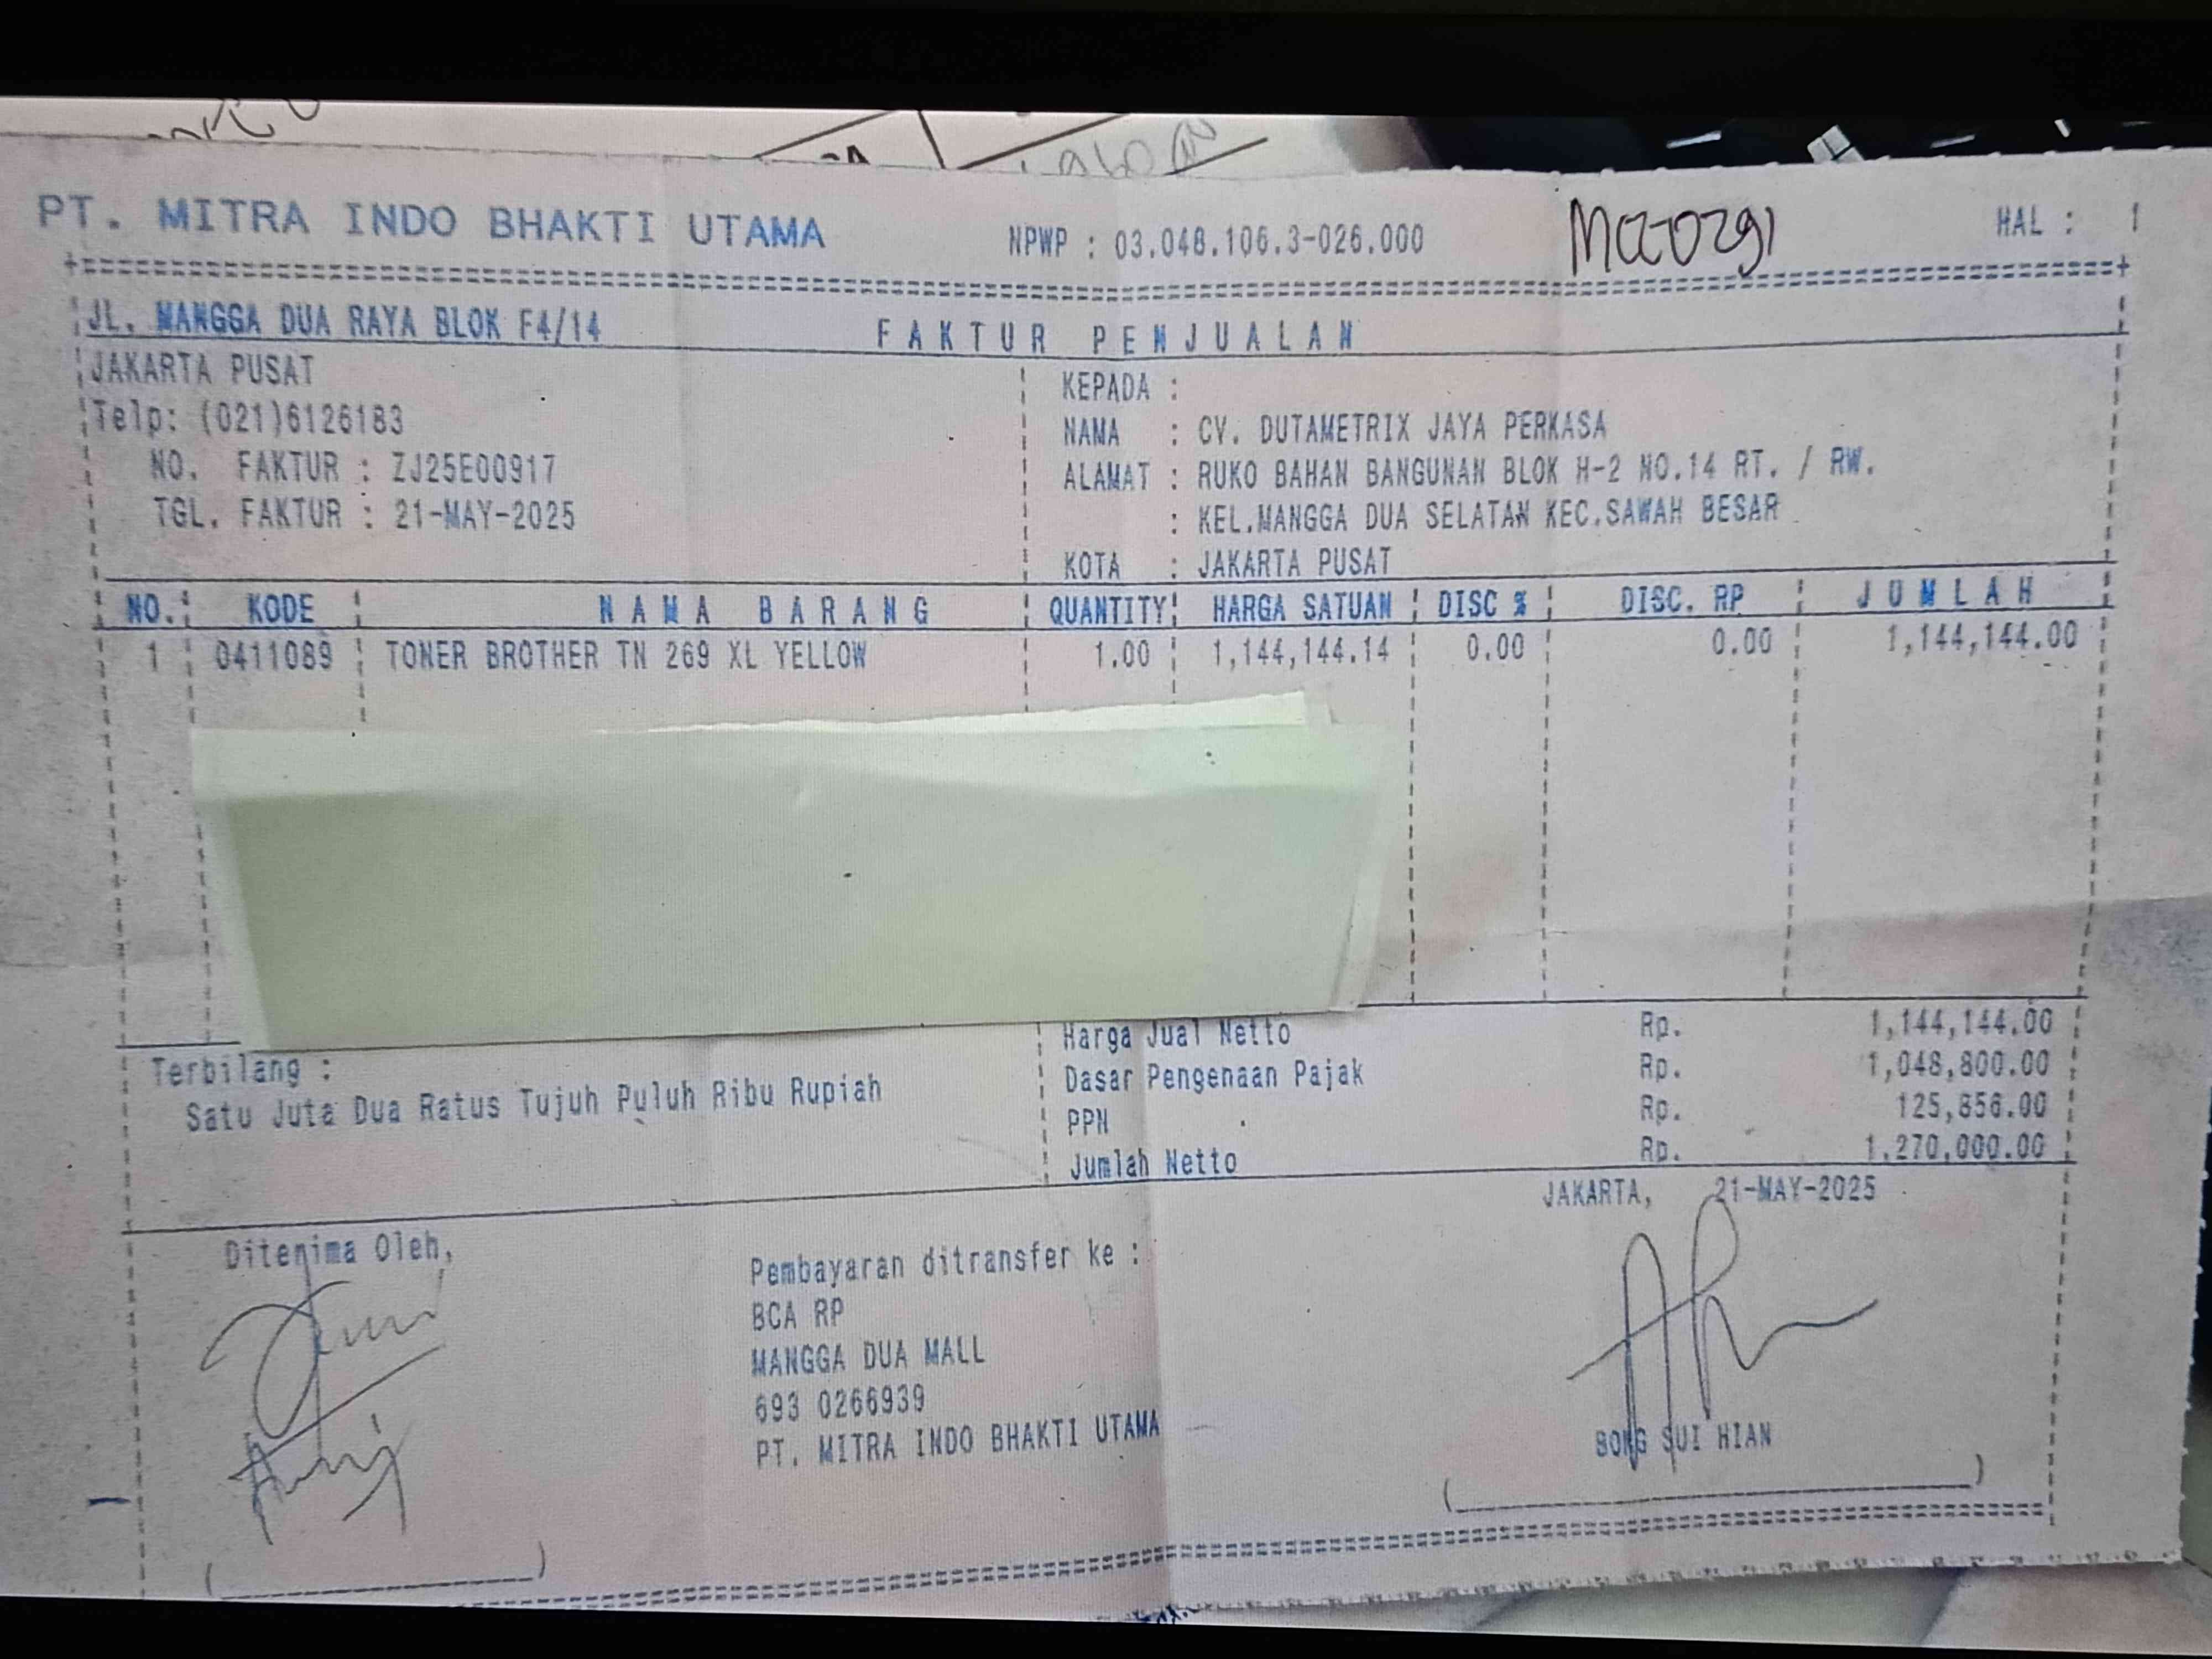 PT. MITRA INDO BHAKTI UTAMA NPWP : 03.048.106.3-026.000 HAL : 1
JL. MANGGA DUA RAYA BLOK F4/14 FAKTUR PENJUALAN
JAKARTA PUSAT KEPADA :
Telp: (021)6126183 NAMA : CV. DUTAMETRIX JAYA PERKASA
NO. FAKTUR : ZJ25E00917 ALAMAT : RUKO BAHAN BANGUNAN BLOK H-2 NO.14 RT. / RW.
TGL. FAKTUR : 21-MAY-2025 : KEL.MANGGA DUA SELATAN KEC.SAWAH BESAR
KOTA : JAKARTA PUSAT
NO. KODE NAMA BARANG QUANTITY HARGA SATUAN DISC % DISC. RP JUMLAH
1 0411089 TONER BROTHER TN 269 XL YELLOW 1.00 1,144,144.14 0.00 0.00 1,144,144.00
Harga Jual Netto Rp. 1,144,144.00
Terbilang : Dasar Pengenaan Pajak Rp. 1,048,800.00
Satu Juta Dua Ratus Tujuh Puluh Ribu Rupiah PPN Rp. 125,856.00
Jumlah Netto Rp. 1,270,000.00
JAKARTA, 21-MAY-2025
Diterima Oleh,
Pembayaran ditransfer ke :
BCA RP
MANGGA DUA MALL
693 0266939
PT. MITRA INDO BHAKTI UTAMA
BONG SUI HIAN